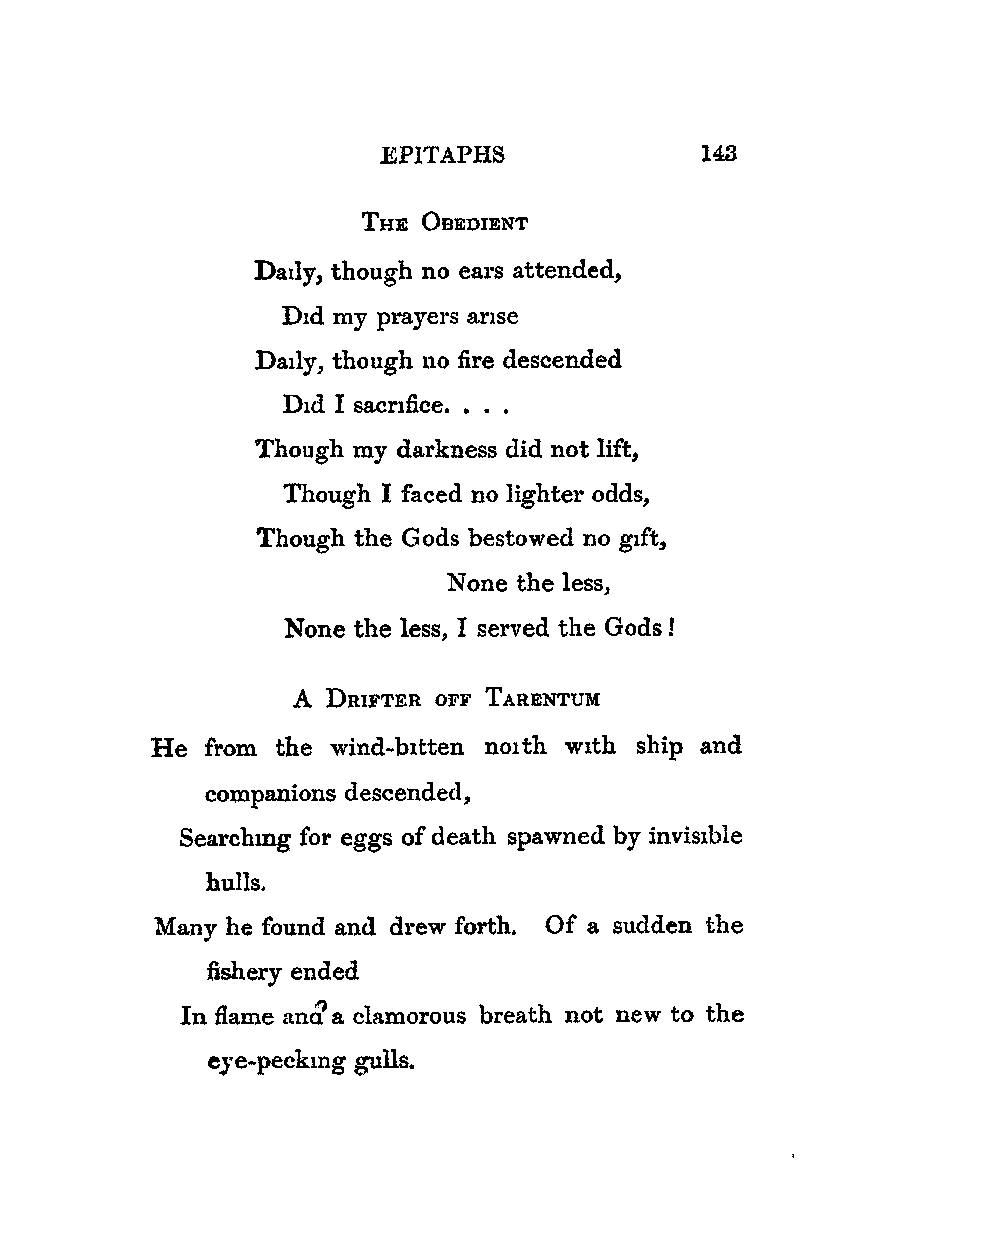 EPITAPHS 143
The Obedient
Daily, though no ears attended,
Did my prayers arise
Daily, though no fire descended
Did I sacrifice. . . .
Though my darkness did not lift,
Though I faced no lighter odds,
Though the Gods bestowed no gift,
None the less,
None the less, I served the Gods!
A Drifter off Tarentum
He from the wind-bitten north with ship and
companions descended,
Searching for eggs of death spawned by invisible
hulls.
Many he found and drew forth. Of a sudden the
fishery ended
In flame and a clamorous breath not new to the
eye-pecking gulls.